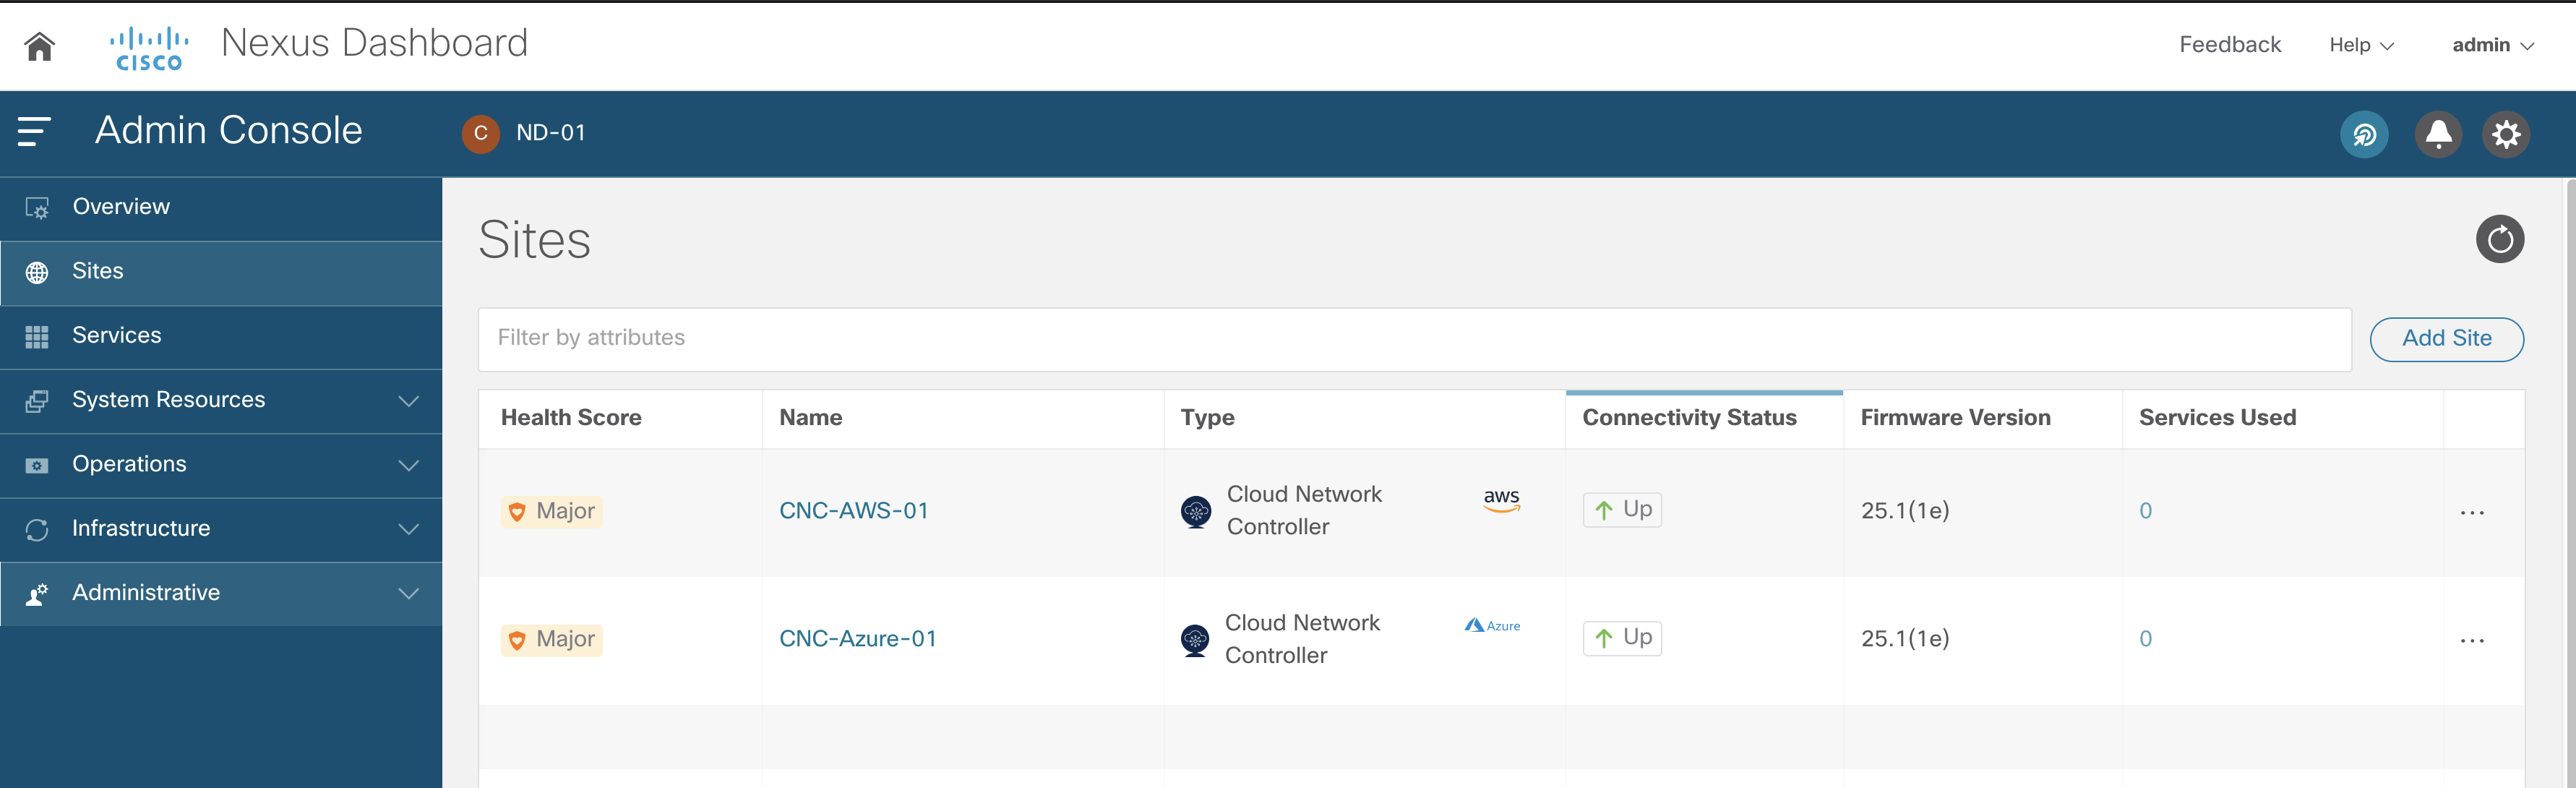 CISCO
Nexus Dashboard
Feedback
Help
admin
Admin Console
C
ND-01
Overview
Sites
Services
System Resources
Operations
Infrastructure
Administrative
Sites
Filter by attributes
Add Site
Health Score
Name
Type
Connectivity Status
Firmware Version
Services Used
Major
CNC-AWS-01
Cloud Network
Controller
aws
Up
25.1(1e)
0
...
Major
CNC-Azure-01
Cloud Network
Controller
Azure
Up
25.1(1e)
0
...